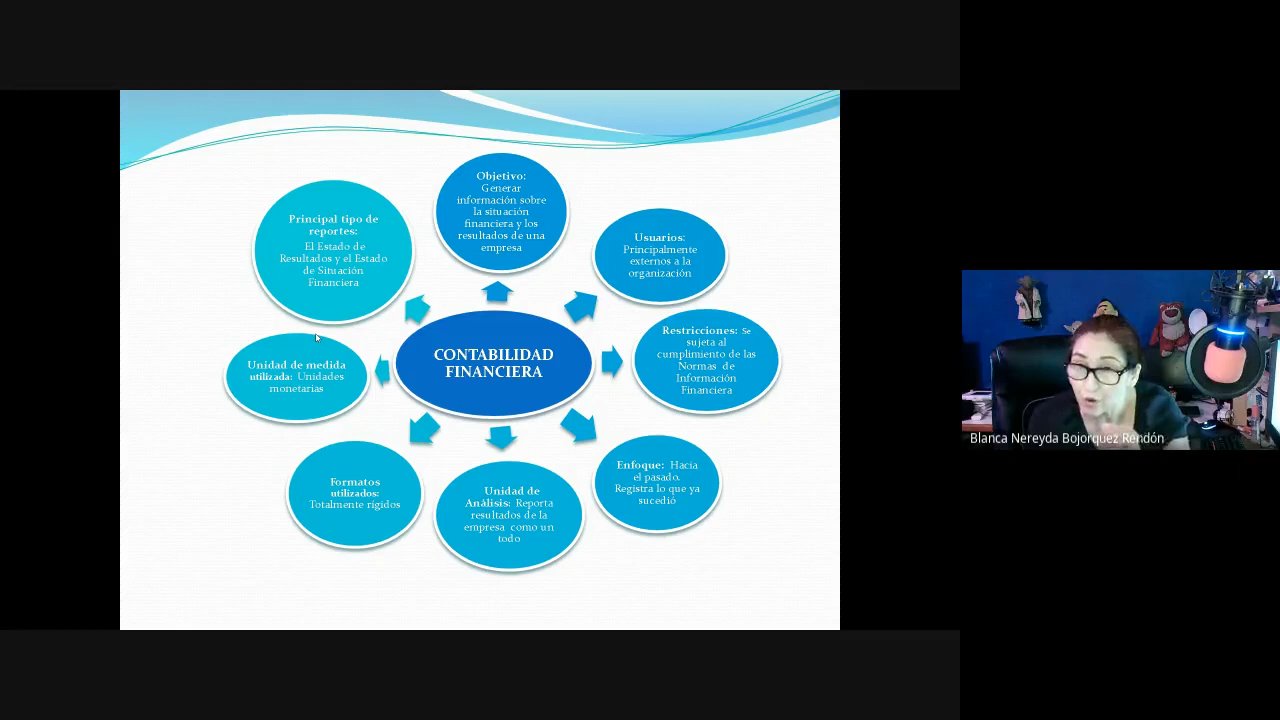 Objetivo:
Generar
información sobre
la situación
financiera y los
resultados de una
empresa
Usuarios:
Principalmente
externos a la
organización
Restricciones: Se
sujeta al
cumplimiento de las
Normas de
Información
Financiera
Enfoque: Hacia
el pasado.
Registra lo que ya
sucedió
Unidad de
Análisis: Reporta
resultados de la
empresa como un
todo
Formatos
utilizados:
Totalmente rígidos
Unidad de medida
utilizada: Unidades
monetarias
Principal tipo de
reportes:
El Estado de
Resultados y el Estado
de Situación
Financiera
CONTABILIDAD
FINANCIERA
Blanca Nereyda Bojorquez Rendón